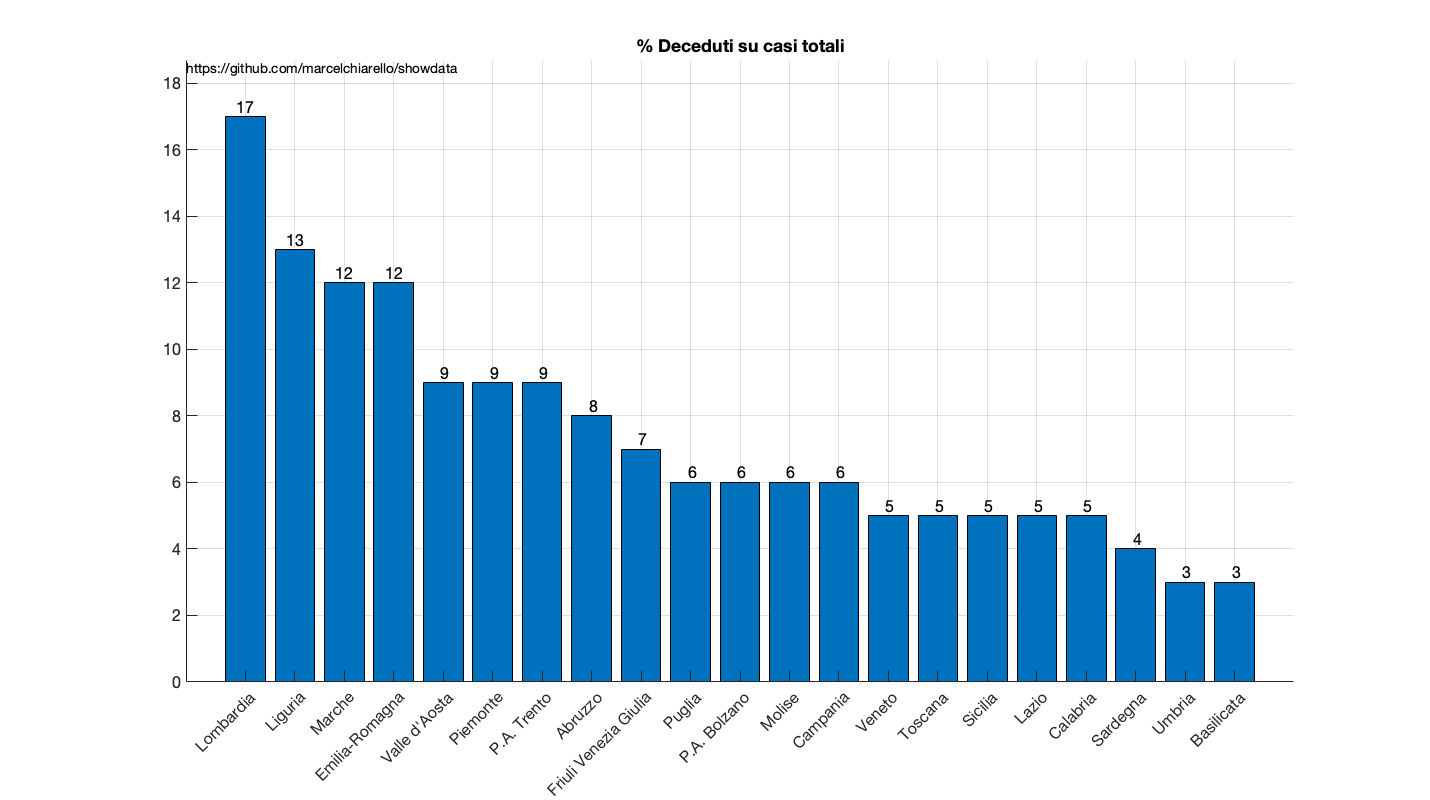 % Deceduti su casi totali
https://github.com/marcelchiarello/showdata
18
16
14
12
10
8
6
4
2
0
17
13
12
12
9
9
9
8
7
6
6
6
6
5
5
5
5
5
4
3
3
Lombardia
Liguria
Marche
Emilia-Romagna
Valle d'Aosta
Piemonte
P.A. Trento
Abruzzo
Friuli Venezia Giulia
Puglia
P.A. Bolzano
Molise
Campania
Veneto
Toscana
Sicilia
Lazio
Calabria
Sardegna
Umbria
Basilicata